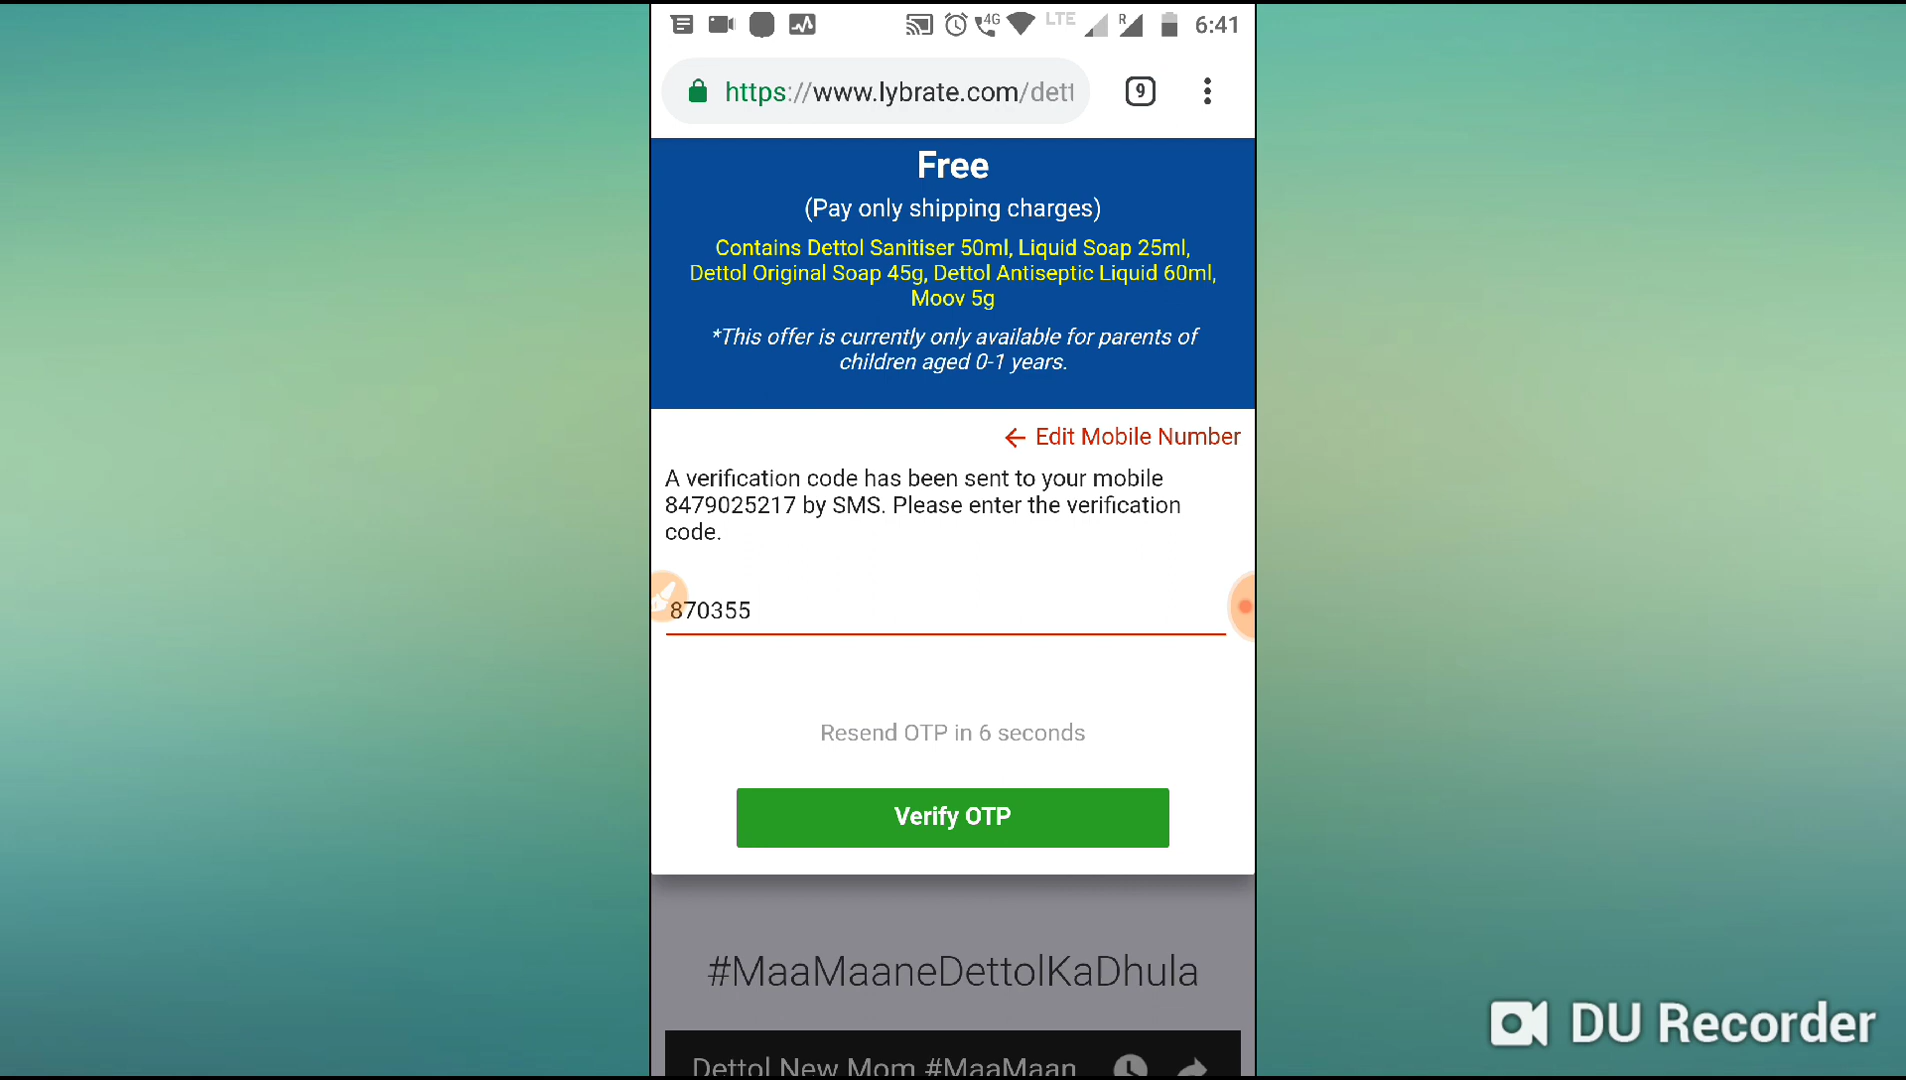 4G LTE R 6:41
https://www.lybrate.com/dett
9
Free
(Pay only shipping charges)
Contains Dettol Sanitiser 50ml, Liquid Soap 25ml,
Dettol Original Soap 45g, Dettol Antiseptic Liquid 60ml,
Moov 5g
*This offer is currently only available for parents of
children aged 0-1 years.
Edit Mobile Number
A verification code has been sent to your mobile
8479025217 by SMS. Please enter the verification
code.
870355
Resend OTP in 6 seconds
Verify OTP
#MaaMaaneDettolKaDhula
Dettol New Mom #MaaMaan
DU Recorder